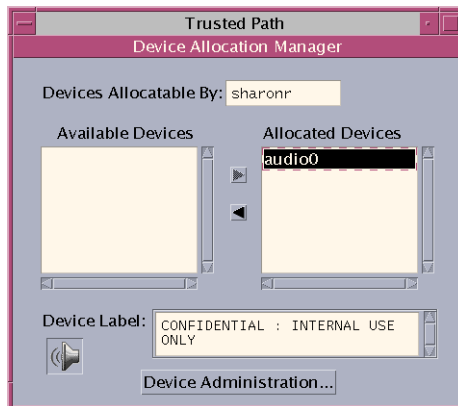 Trusted Path
Device Allocation Manager
Devices Allocatable By: sharonr
Available Devices
Allocated Devices
audio0
Device Label:
CONFIDENTIAL : INTERNAL USE
ONLY
Device Administration...